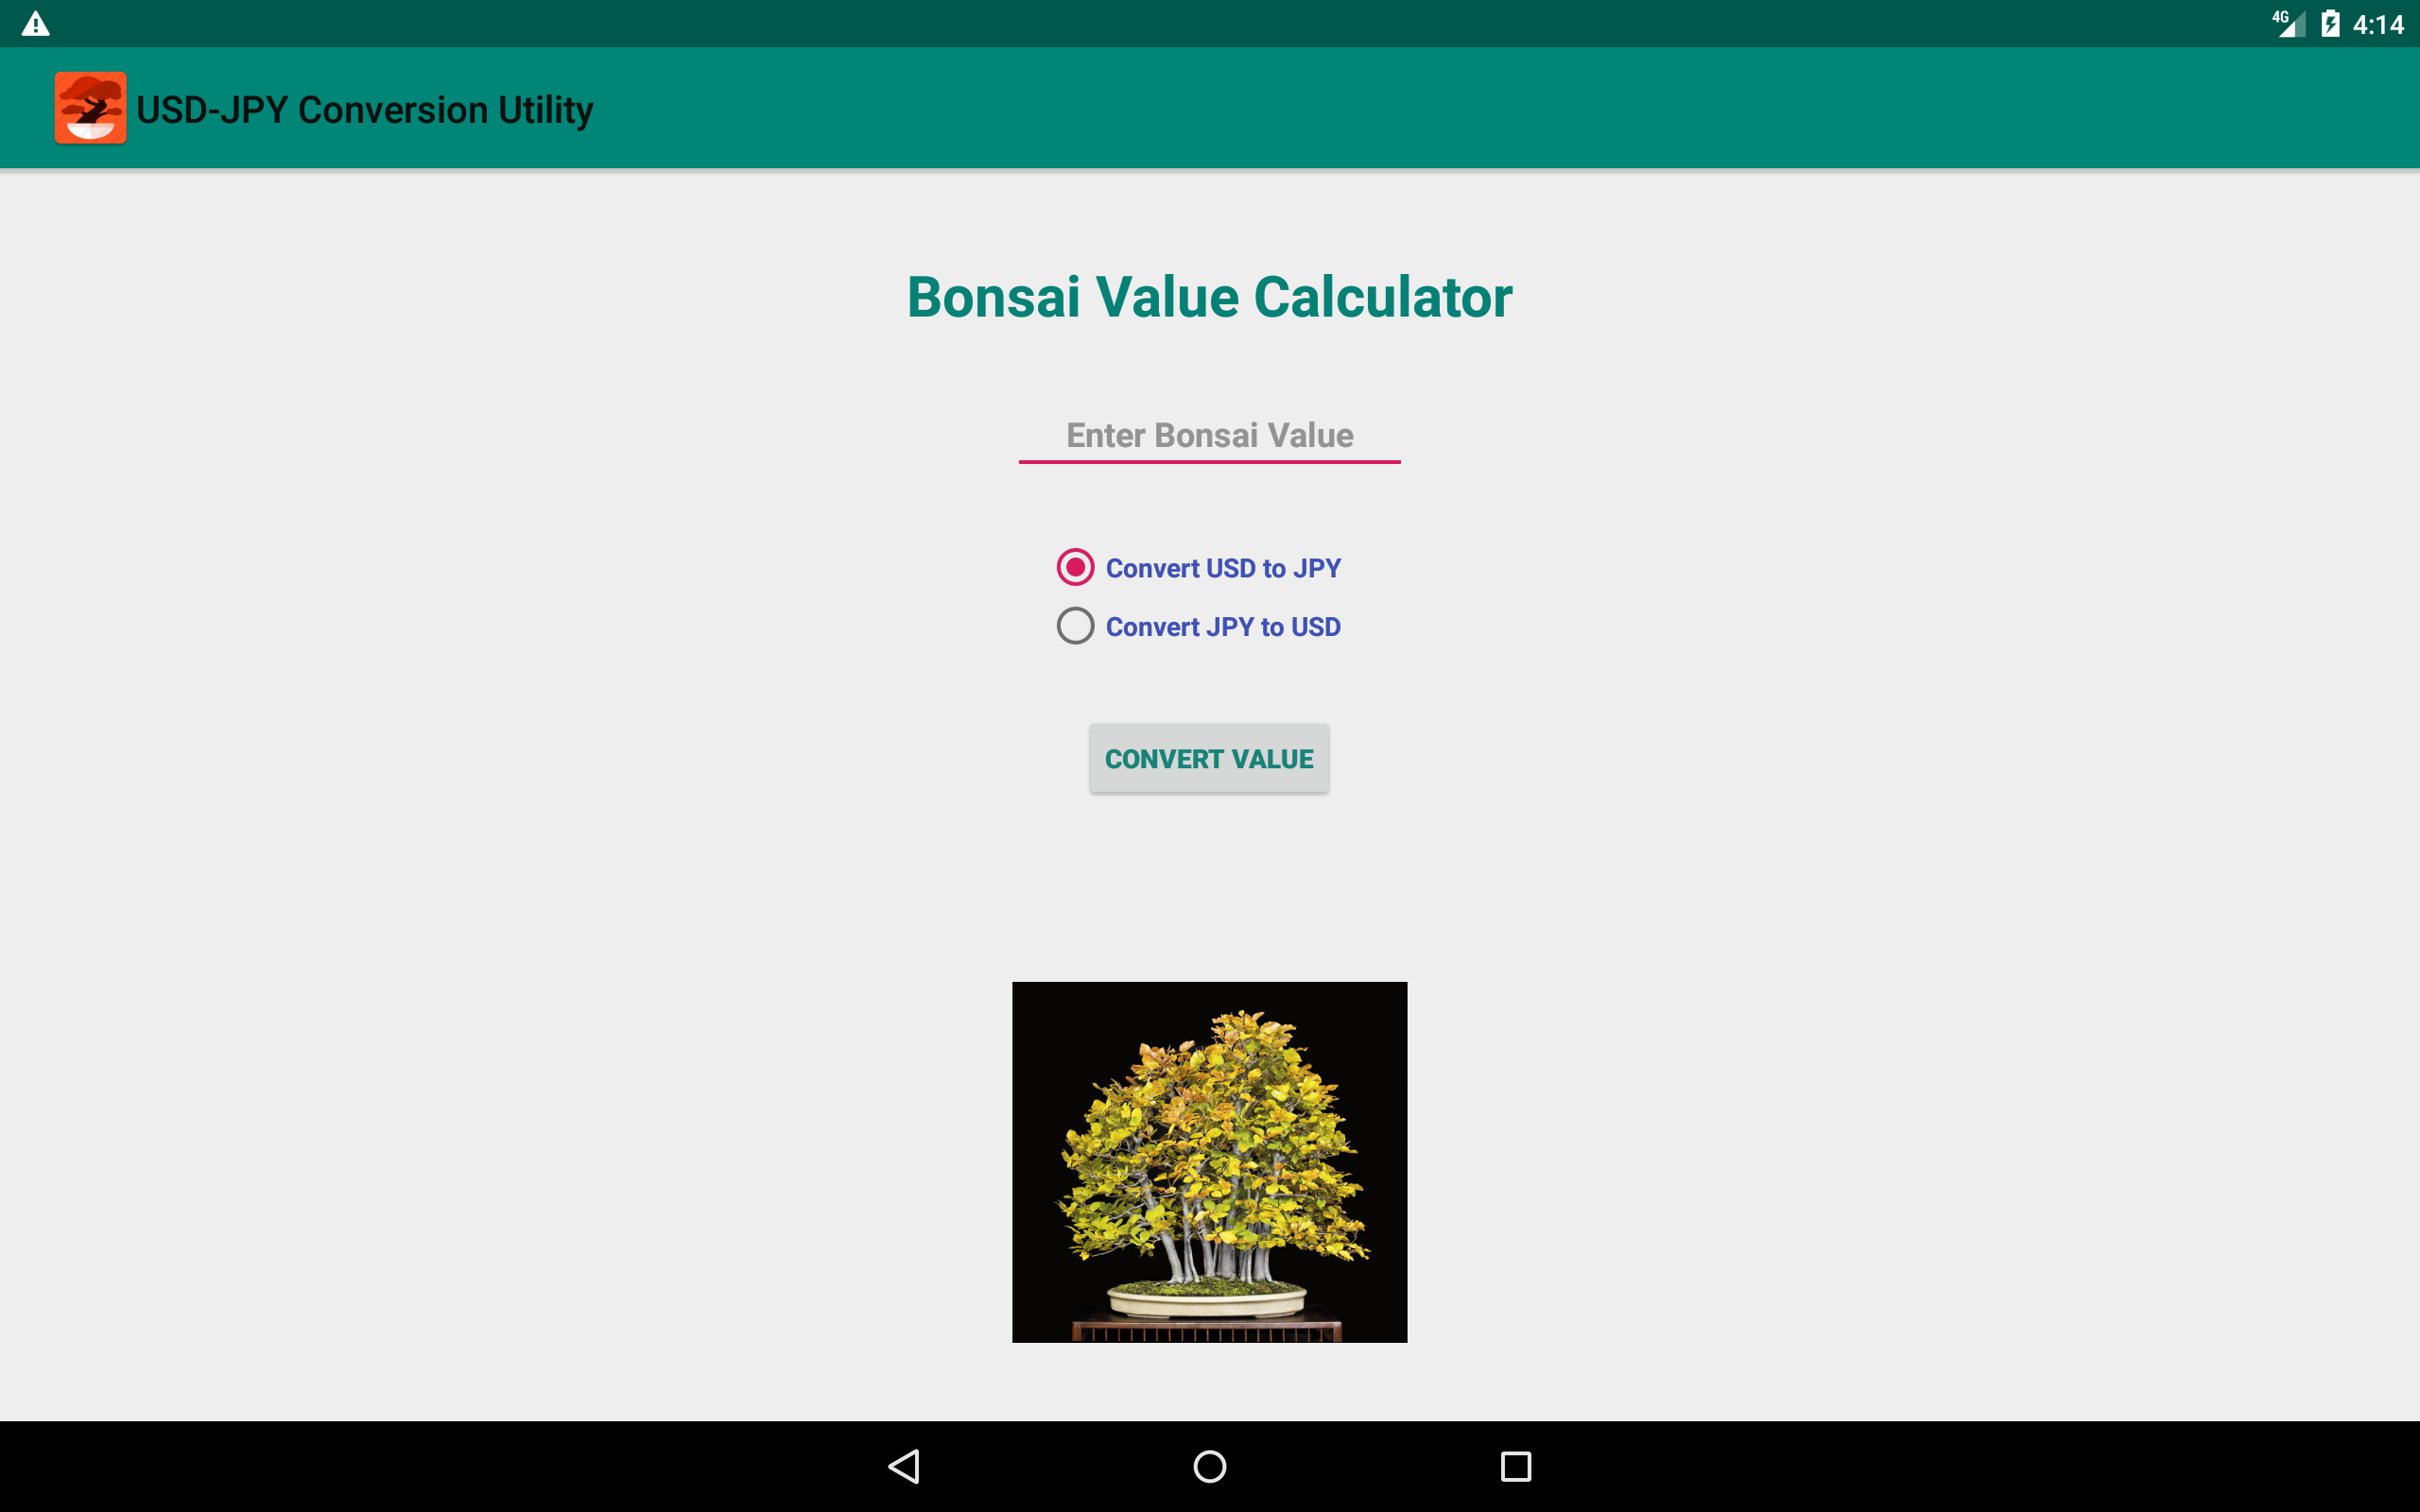 4G 4:14
USD-JPY Conversion Utility
Bonsai Value Calculator
Enter Bonsai Value
Convert USD to JPY
Convert JPY to USD
CONVERT VALUE